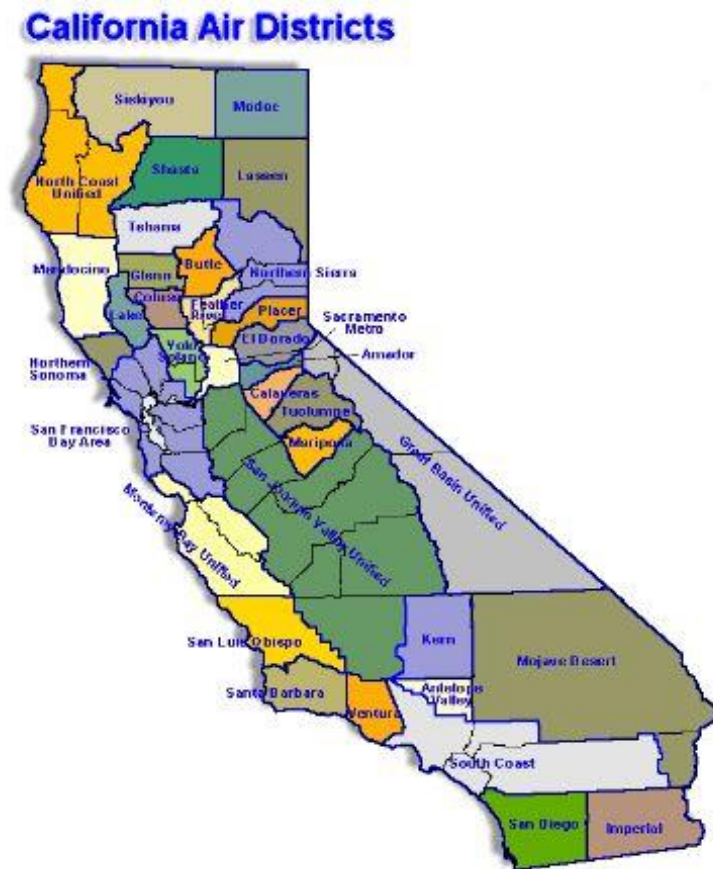 California Air Districts
Siskiyou
Modoc
North Coast
Unified
Shasta
Lassen
Tehama
Mendocino
Glenn
Butte
Northern Sierra
Colusa
Feather
River
Lake
Placer
Sacramento
Metro
Yolo
Solano
El Dorado
Amador
Northern
Sonoma
Calaveras
Tuolumne
San Francisco
Bay Area
Mariposa
Great Basin Unified
San Joaquin Valley Unified
Monterey Bay Unified
San Luis Obispo
Kern
Mojave Desert
Santa Barbara
Antelope
Valley
Ventura
South Coast
San Diego
Imperial